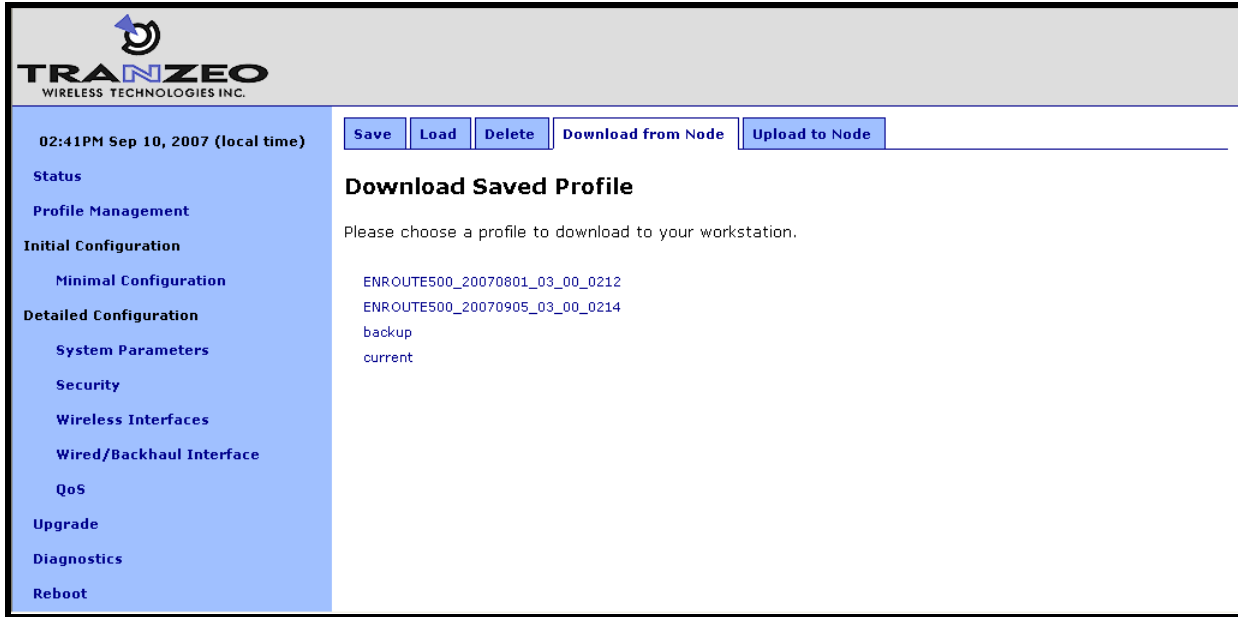 TRANZEO
WIRELESS TECHNOLOGIES INC.
02:41PM Sep 10, 2007 (local time)
Status
Profile Management
Initial Configuration
Minimal Configuration
Detailed Configuration
System Parameters
Security
Wireless Interfaces
Wired/Backhaul Interface
QoS
Upgrade
Diagnostics
Reboot
Save Load Delete Download from Node Upload to Node
Download Saved Profile
Please choose a profile to download to your workstation.
ENROUTE500_20070801_03_00_0212
ENROUTE500_20070905_03_00_0214
backup
current